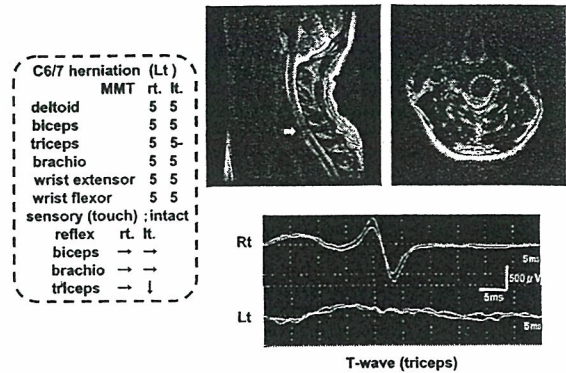 C6/7 herniation (Lt)
MMT rt. lt.
deltoid 5 5
biceps 5 5
triceps 5 5-
brachio 5 5
wrist extensor 5 5
wrist flexor 5 5
sensory (touch) ; intact
reflex rt. lt.
biceps → →
brachio → →
triceps → ↓
Rt
5ms
500μV
5ms
Lt
5ms
T-wave (triceps)